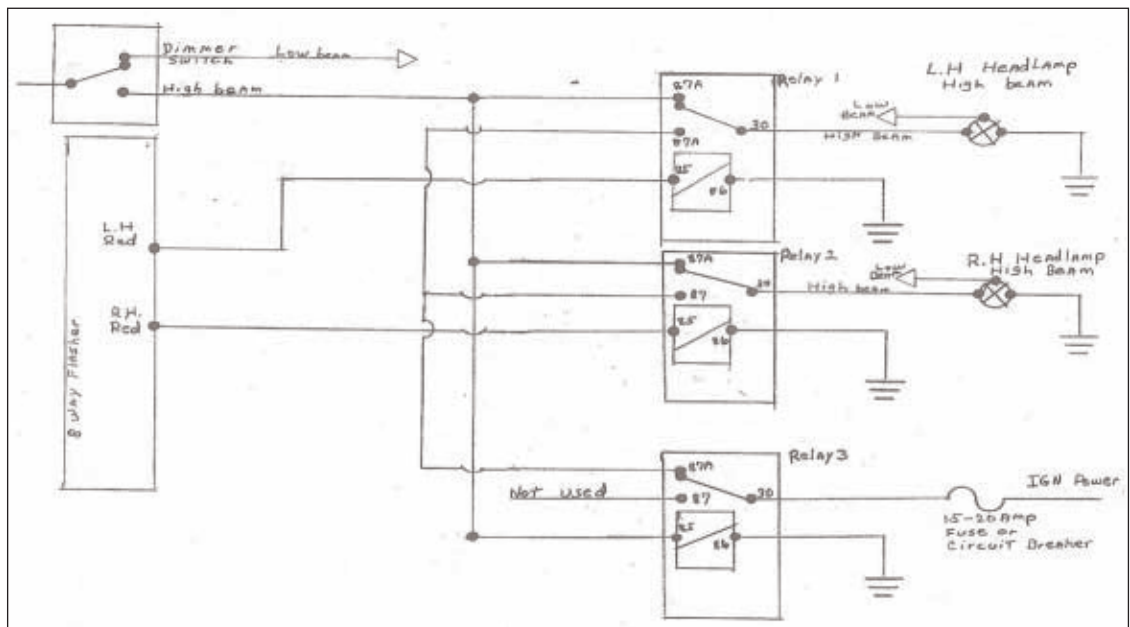 Dimmer
Switch
Low beam
High beam
Relay 1
87A
87A
30
85
86
L.H Headlamp
High beam
Low
Beam
High Beam
L.H
Red
R.H.
Red
8 Way Flasher
Relay 2
87A
87
30
85
86
R.H Headlamp
High Beam
Low
Beam
High beam
Relay 3
87A
Not used
87
30
85
86
IGN Power
15-20 Amp
Fuse or
Circuit Breaker